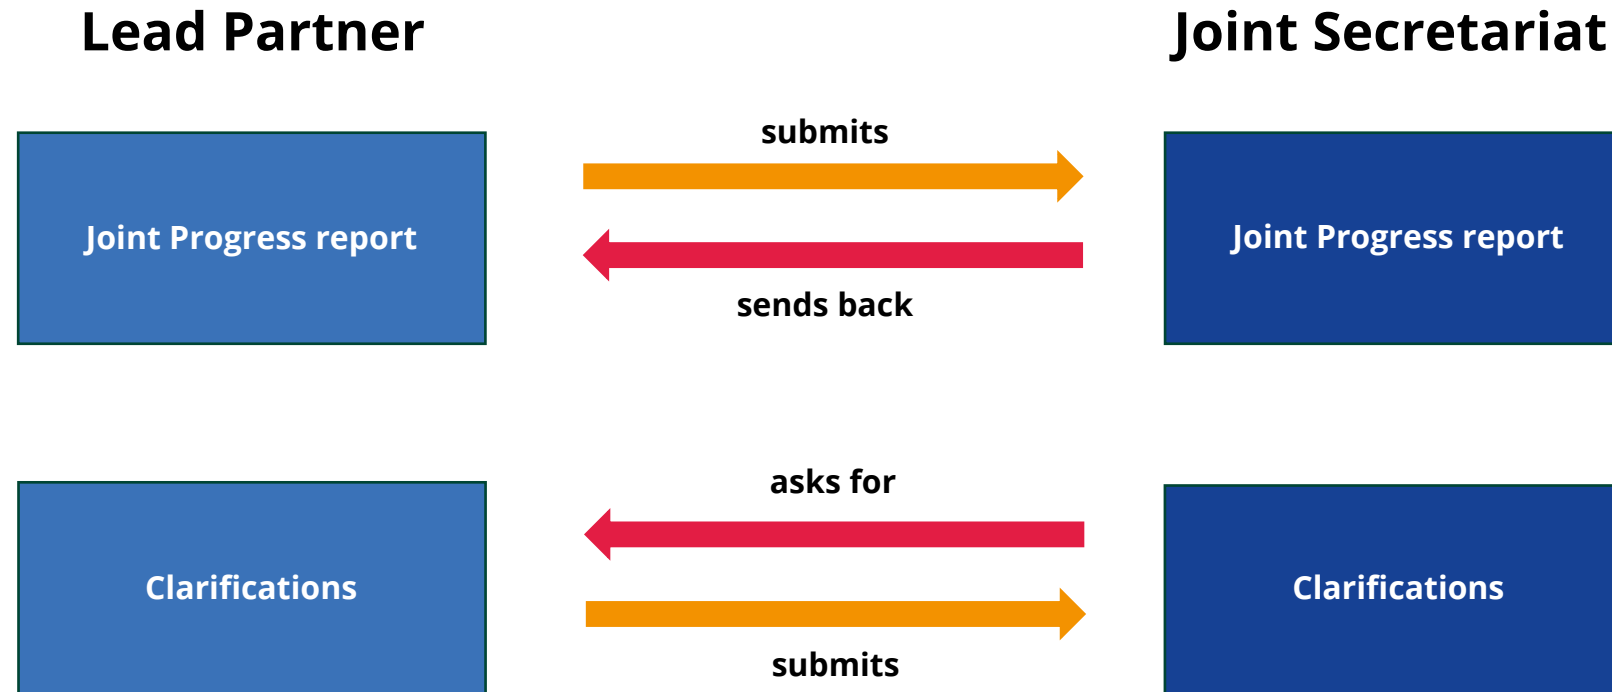 Lead Partner
Joint Secretariat
submits
Joint Progress report
Joint Progress report
sends back
asks for
Clarifications
Clarifications
submits